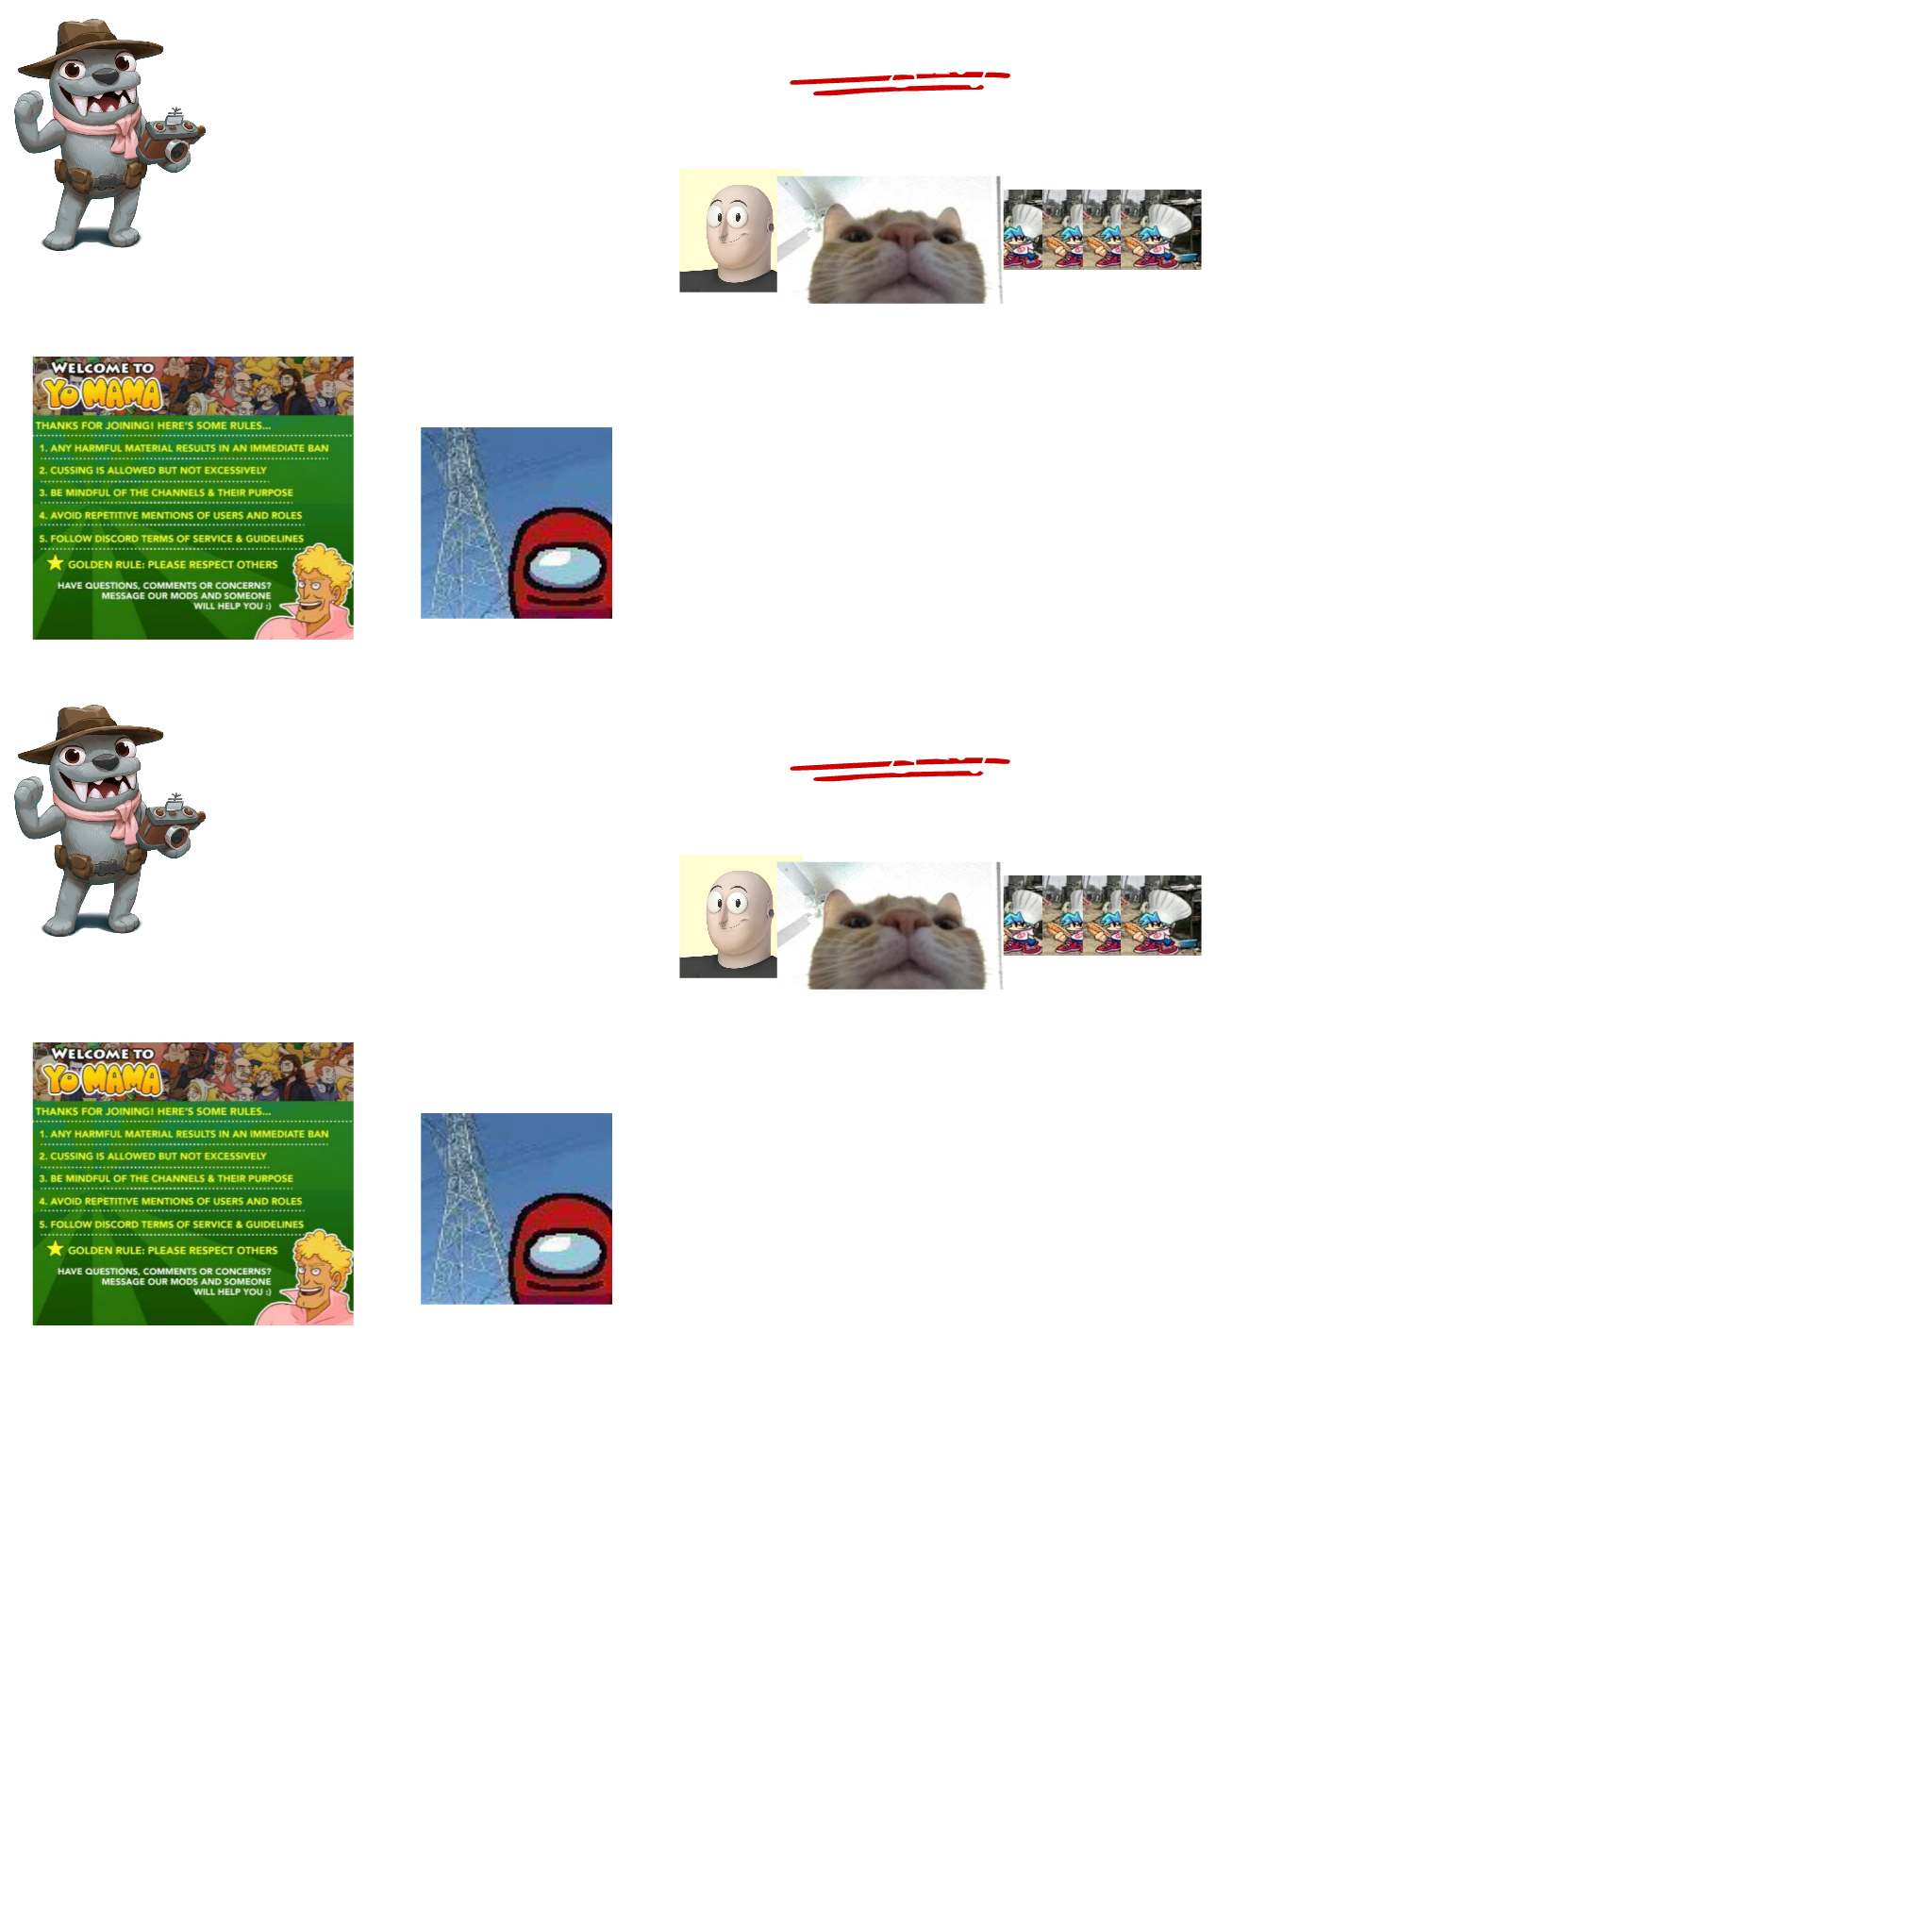 WELCOME TO
YO MAMA
THANKS FOR JOINING! HERE'S SOME RULES...
1. ANY HARMFUL MATERIAL RESULTS IN AN IMMEDIATE BAN
2. CUSSING IS ALLOWED BUT NOT EXCESSIVELY
3. BE MINDFUL OF THE CHANNELS & THEIR PURPOSE
4. AVOID REPETITIVE MENTIONS OF USERS AND ROLES
5. FOLLOW DISCORD TERMS OF SERVICE & GUIDELINES
GOLDEN RULE: PLEASE RESPECT OTHERS
HAVE QUESTIONS, COMMENTS OR CONCERNS?
MESSAGE OUR MODS AND SOMEONE
WILL HELP YOU :)
WELCOME TO
YO MAMA
THANKS FOR JOINING! HERE'S SOME RULES...
1. ANY HARMFUL MATERIAL RESULTS IN AN IMMEDIATE BAN
2. CUSSING IS ALLOWED BUT NOT EXCESSIVELY
3. BE MINDFUL OF THE CHANNELS & THEIR PURPOSE
4. AVOID REPETITIVE MENTIONS OF USERS AND ROLES
5. FOLLOW DISCORD TERMS OF SERVICE & GUIDELINES
GOLDEN RULE: PLEASE RESPECT OTHERS
HAVE QUESTIONS, COMMENTS OR CONCERNS?
MESSAGE OUR MODS AND SOMEONE
WILL HELP YOU :)